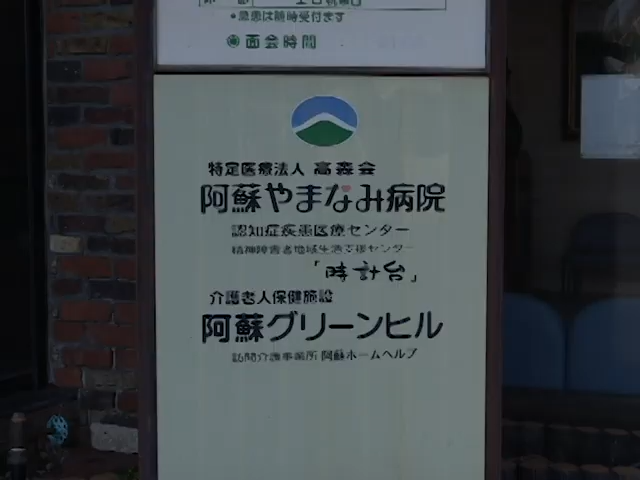 ●急患は随時受付ます
面会時間
特定医療法人 高森会
阿蘇やまなみ病院
認知症疾患医療センター
精神障害者地域生活支援センター
「時計台」
介護老人保健施設
阿蘇グリーンヒル
訪問介護事業所 阿蘇ホームヘルプ